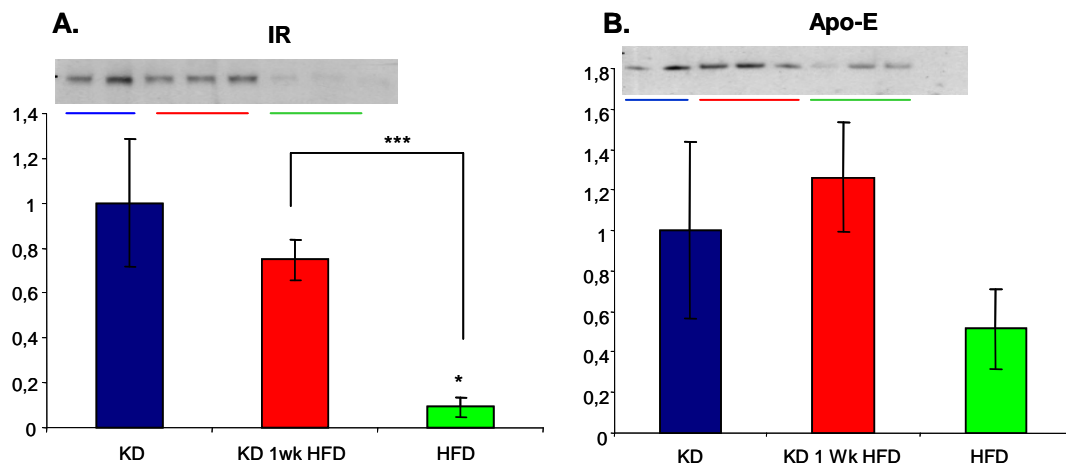 A.
IR
1,4
1,2
1
0,8
0,6
0,4
0,2
0
***
*
KD
KD 1wk HFD
HFD
B.
Apo-E
1,8
1,6
1,4
1,2
1
0,8
0,6
0,4
0,2
0
KD
KD 1 Wk HFD
HFD